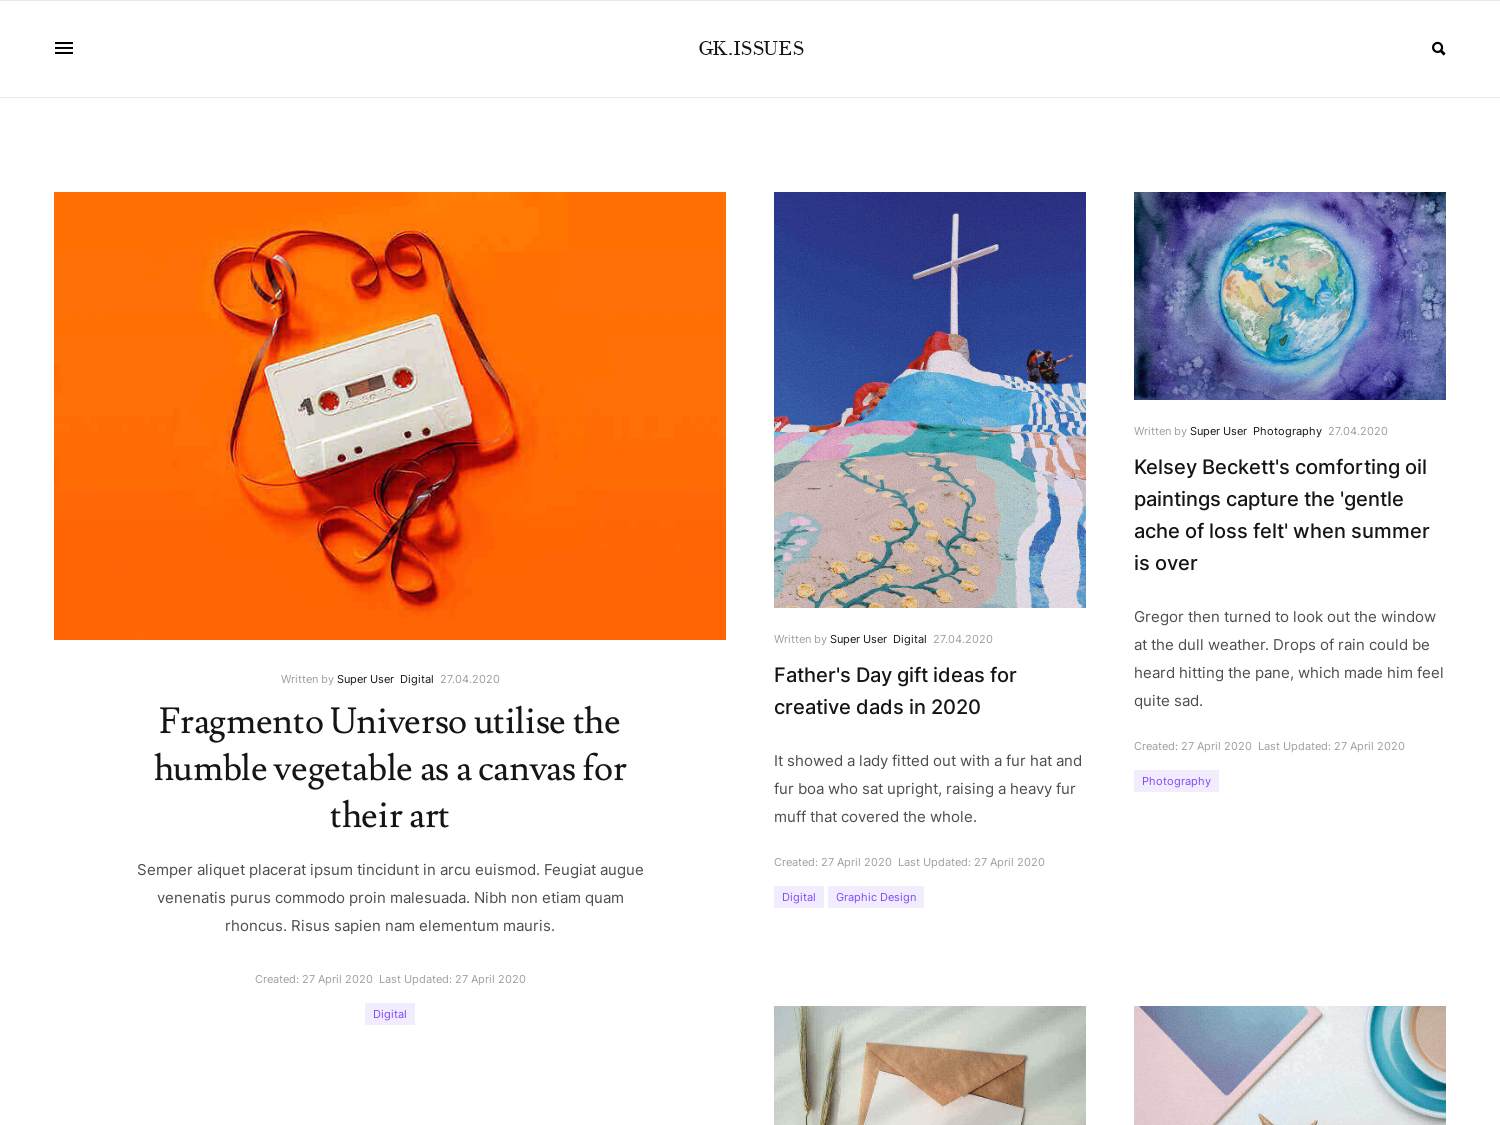 GK.ISSUES
Written by Super User Digital 27.04.2020
Fragmento Universo utilise the
humble vegetable as a canvas for
their art
Semper aliquet placerat ipsum tincidunt in arcu euismod. Feugiat augue
venenatis purus commodo proin malesuada. Nibh non etiam quam
rhoncus. Risus sapien nam elementum mauris.
Created: 27 April 2020 Last Updated: 27 April 2020
Digital
Written by Super User Digital 27.04.2020
Father's Day gift ideas for
creative dads in 2020
It showed a lady fitted out with a fur hat and
fur boa who sat upright, raising a heavy fur
muff that covered the whole.
Created: 27 April 2020 Last Updated: 27 April 2020
Digital Graphic Design
Written by Super User Photography 27.04.2020
Kelsey Beckett's comforting oil
paintings capture the 'gentle
ache of loss felt' when summer
is over
Gregor then turned to look out the window
at the dull weather. Drops of rain could be
heard hitting the pane, which made him feel
quite sad.
Created: 27 April 2020 Last Updated: 27 April 2020
Photography